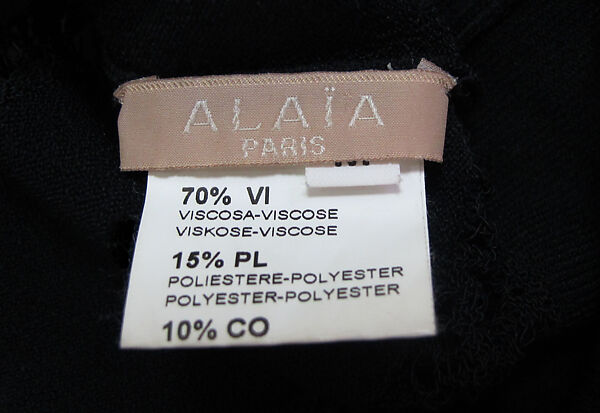 ALAÏA
PARIS
70% VI
VISCOSA-VISCOSE
VISKOSE-VISCOSE
15% PL
POLIESTERE-POLYESTER
POLYESTER-POLYESTER
10% CO